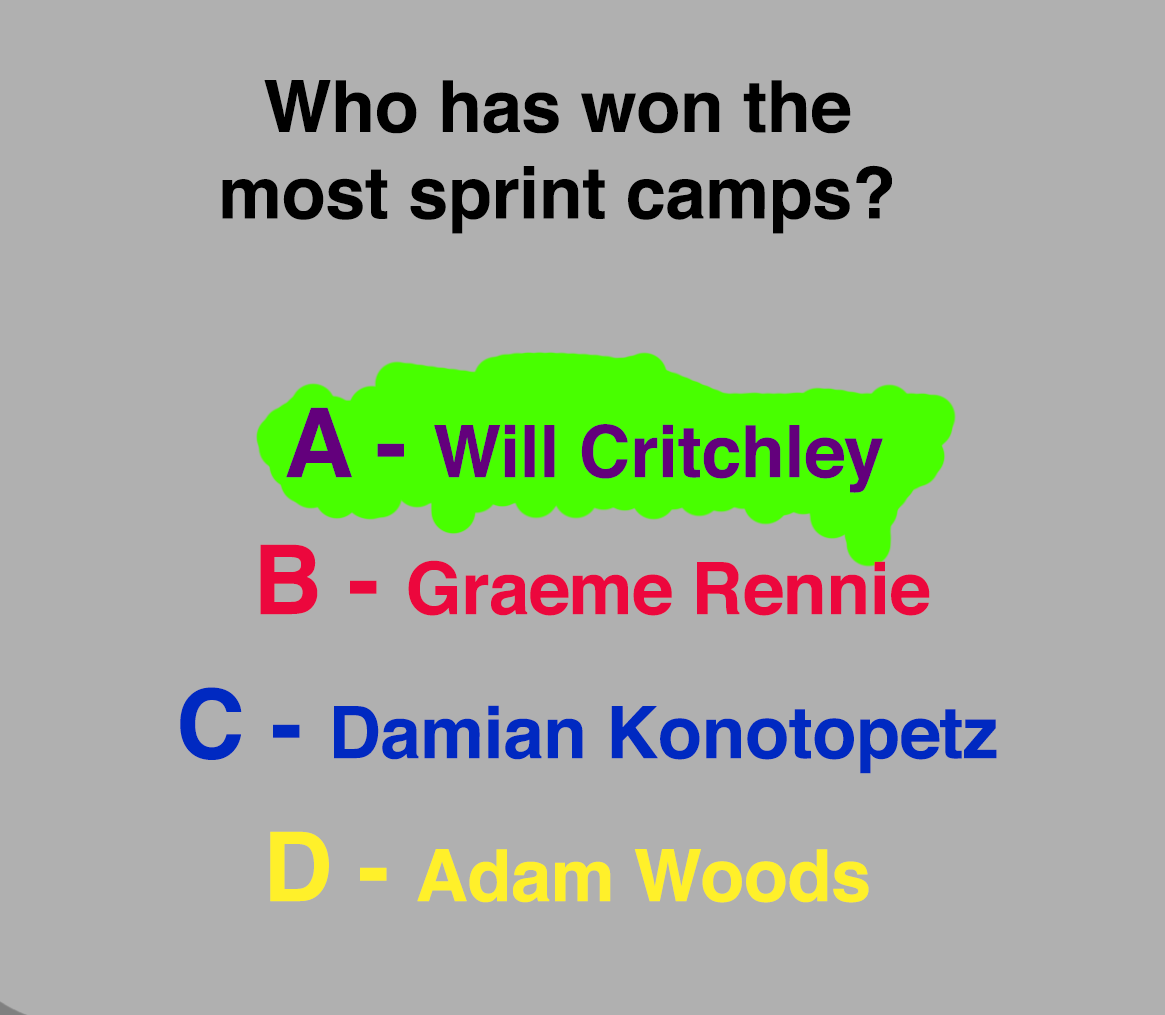 Who has won the
most sprint camps?
A - Will Critchley
B - Graeme Rennie
C - Damian Konotopetz
D - Adam Woods